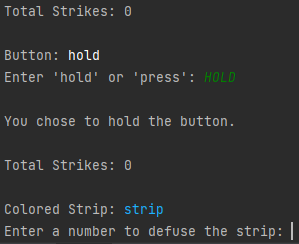 Total Strikes: 0
Button: hold
Enter 'hold' or 'press': HOLD
You chose to hold the button.
Total Strikes: 0
Colored Strip: strip
Enter a number to defuse the strip: